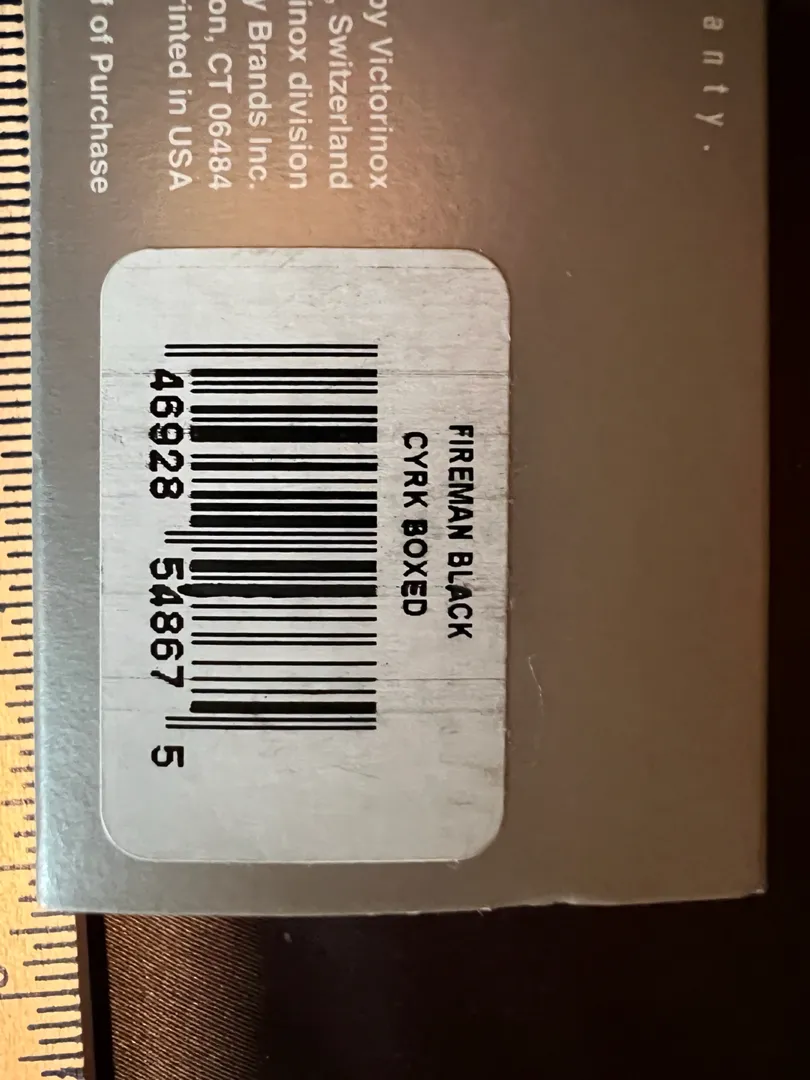 anty.
by Victorinox
, Switzerland
inox division
y Brands Inc.
on, CT 06484
rinted in USA
f of Purchase
FIREMAN BLACK
CYRK BOXED
46928 54867 5